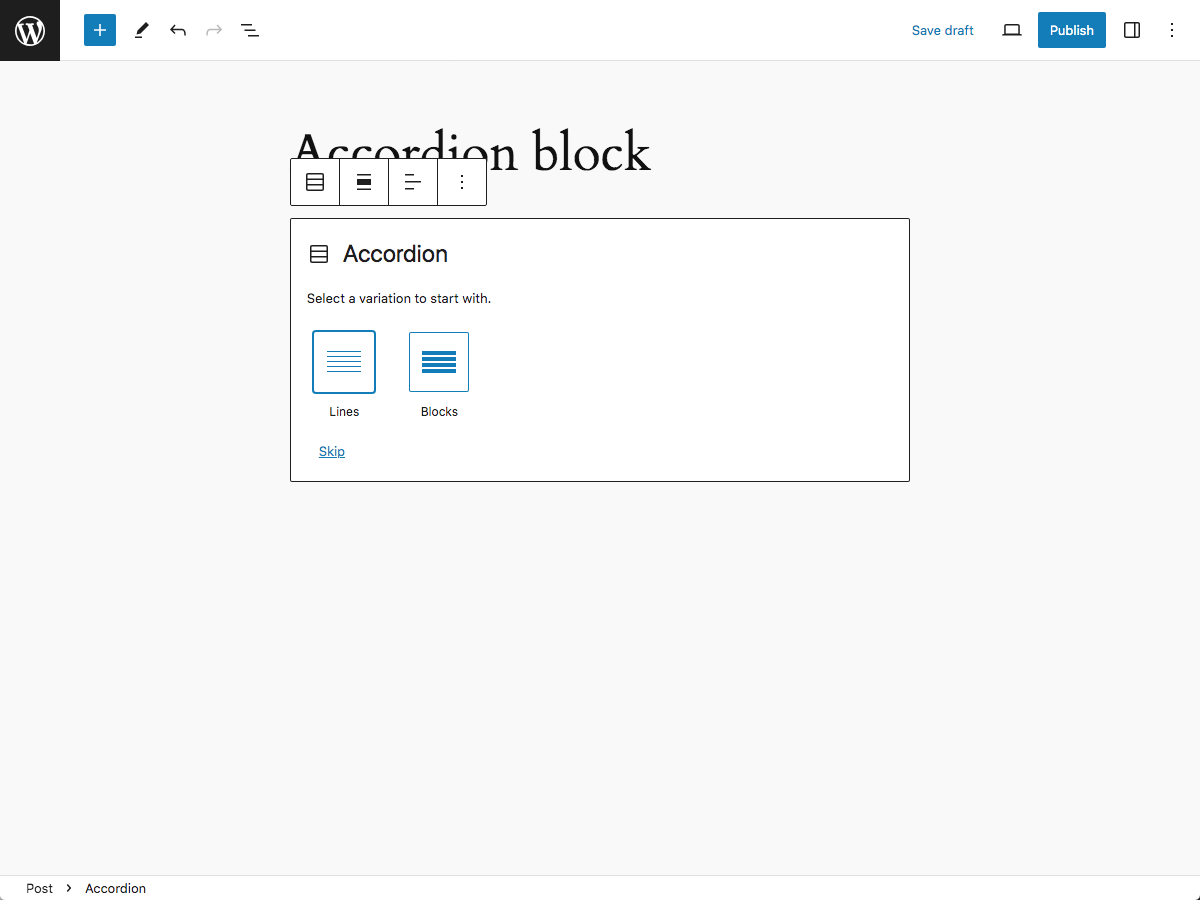 Save draft
Publish
Accordion block
Accordion
Select a variation to start with.
Lines
Blocks
Skip
Post
Accordion